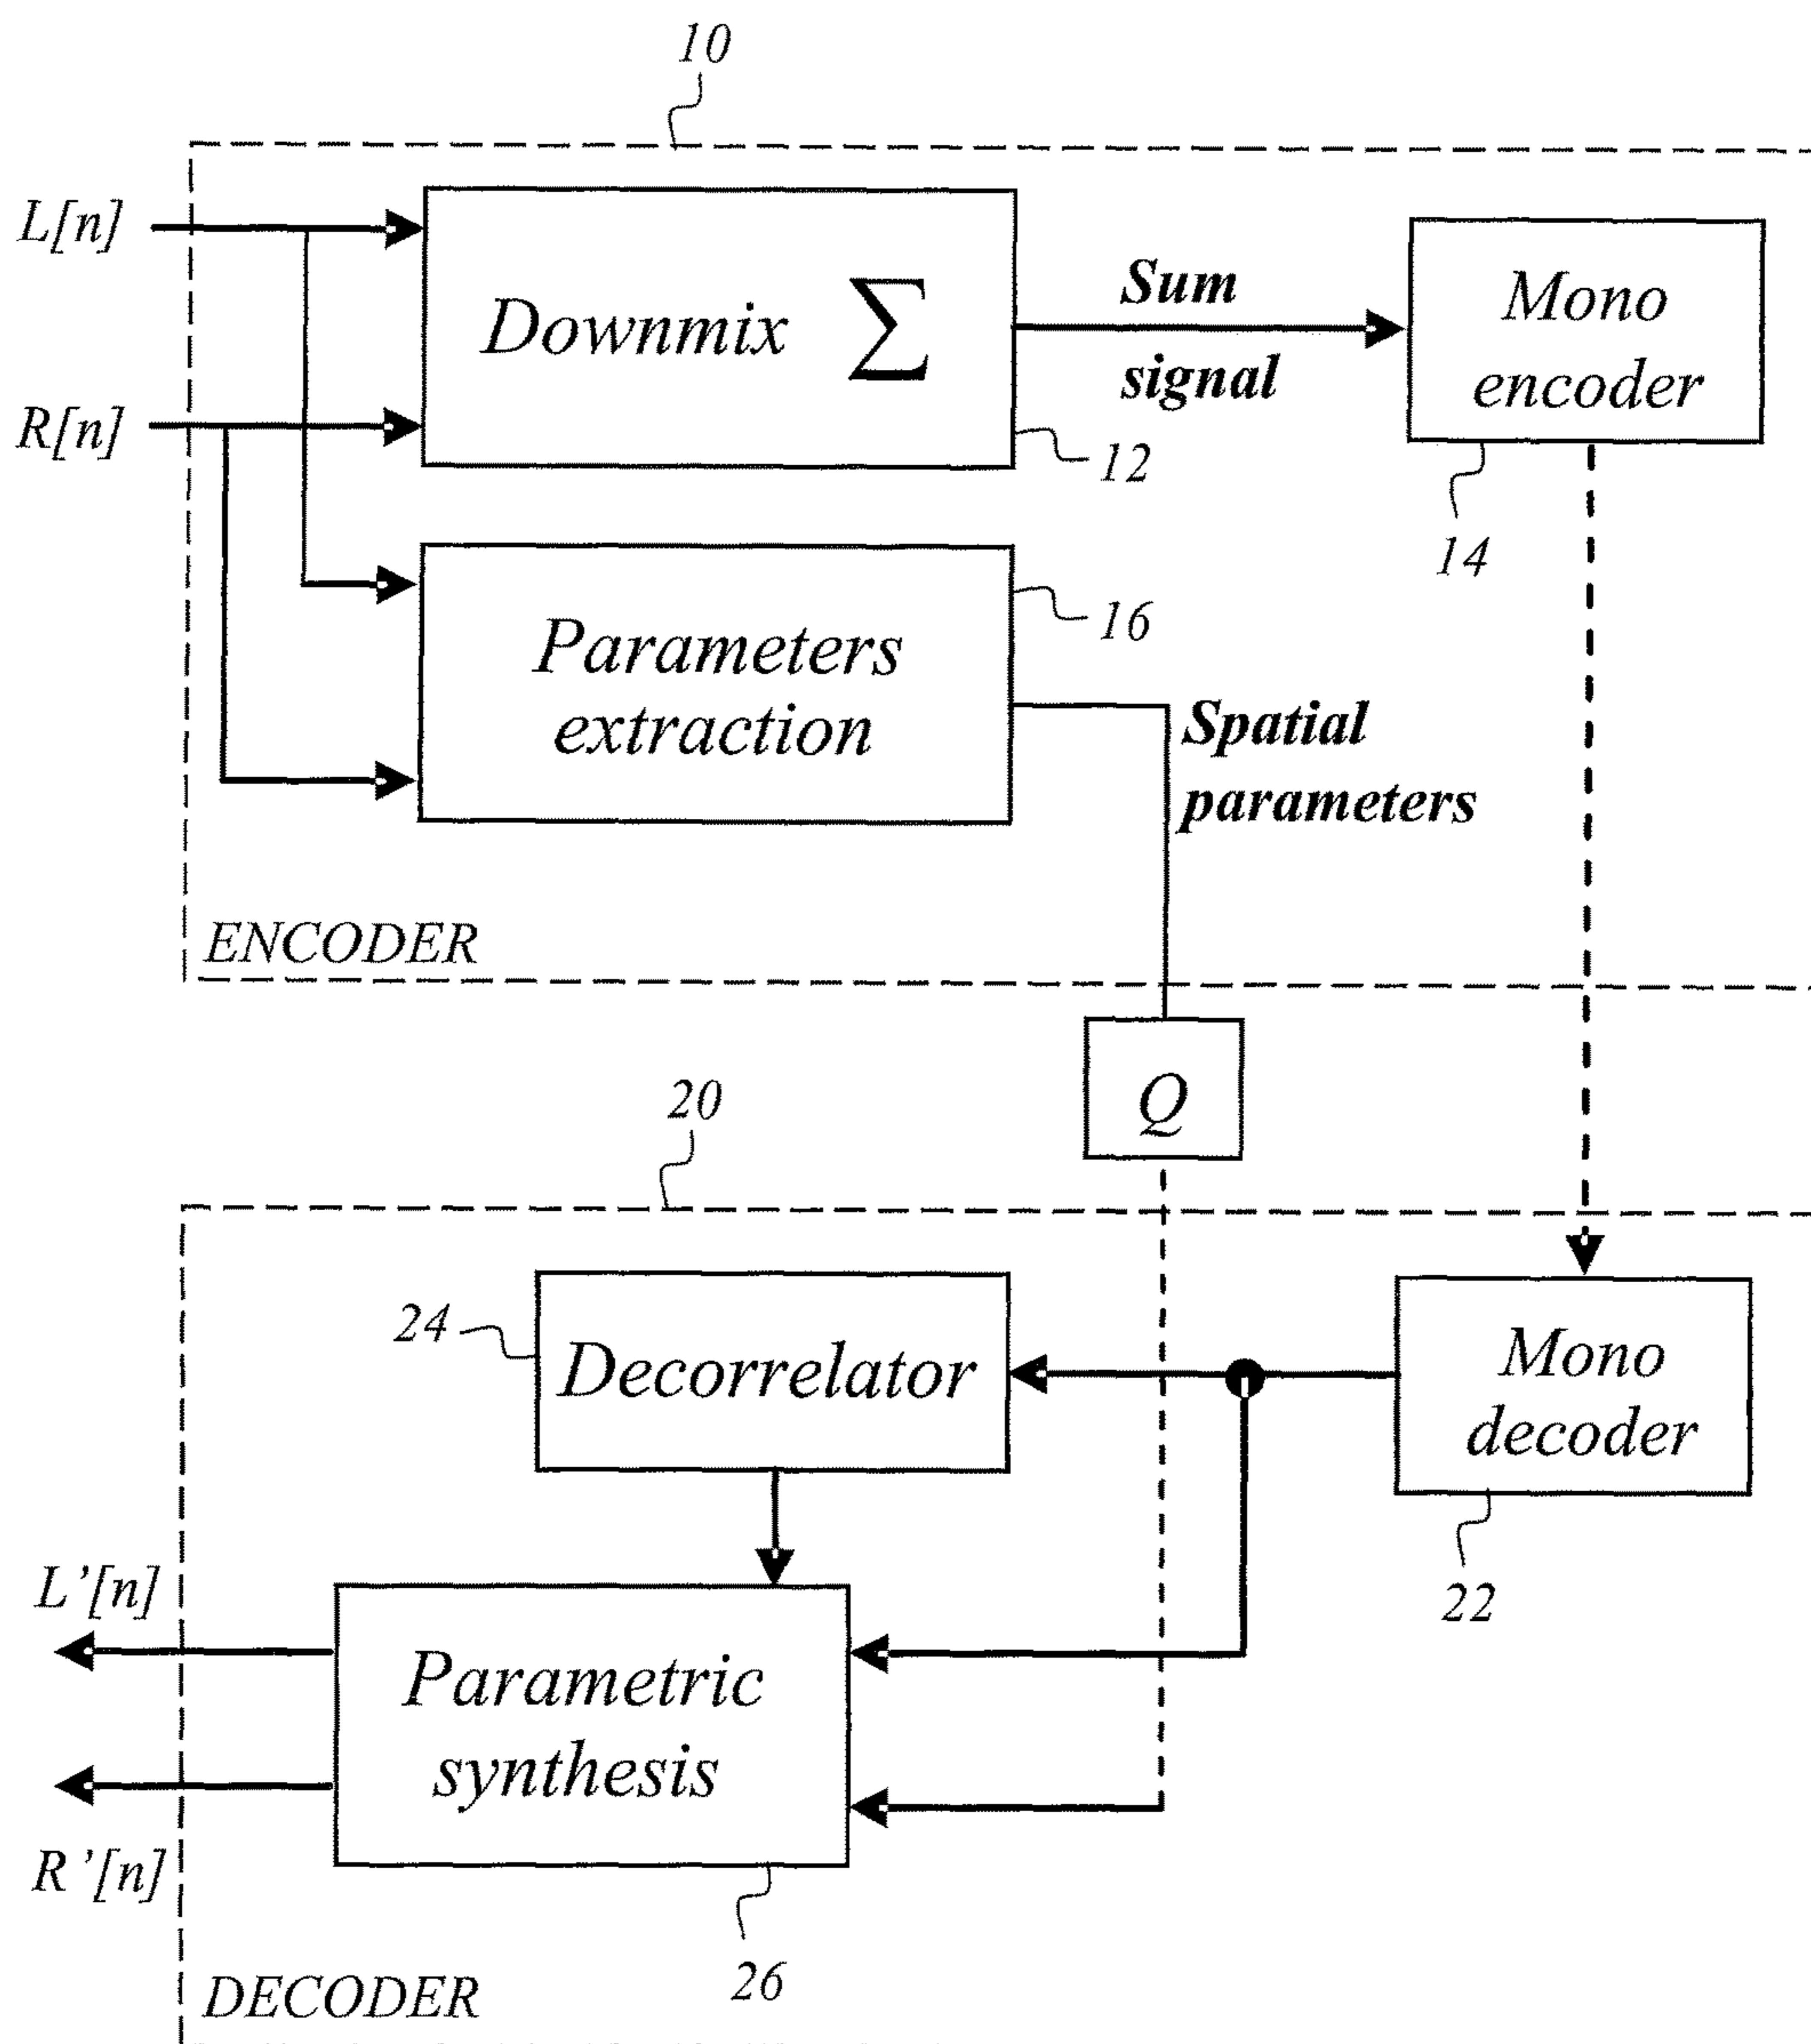 10
L[n]
Downmix ∑
Sum
signal
Mono
encoder
R[n]
12
14
Parameters
extraction
16
Spatial
parameters
ENCODER
Q
20
24
Decorrelator
Mono
decoder
22
L’[n]
Parametric
synthesis
R’[n]
26
DECODER